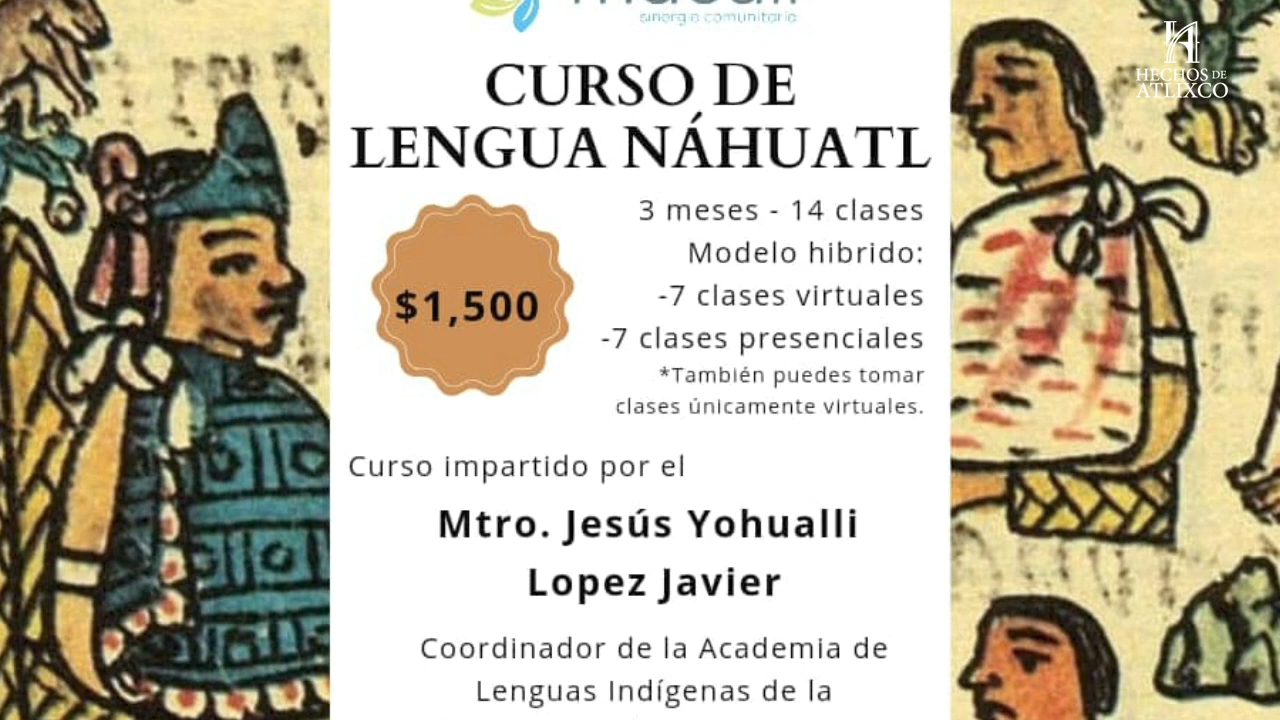 sinergia comunitaria
CURSO DE
LENGUA NÁHUATL
3 meses - 14 clases
Modelo hibrido:
-7 clases virtuales
-7 clases presenciales
*También puedes tomar
clases únicamente virtuales.
$1,500
Curso impartido por el
Mtro. Jesús Yohualli
Lopez Javier
Coordinador de la Academia de
Lenguas Indígenas de la
HECHOS DE
ATLIXCO